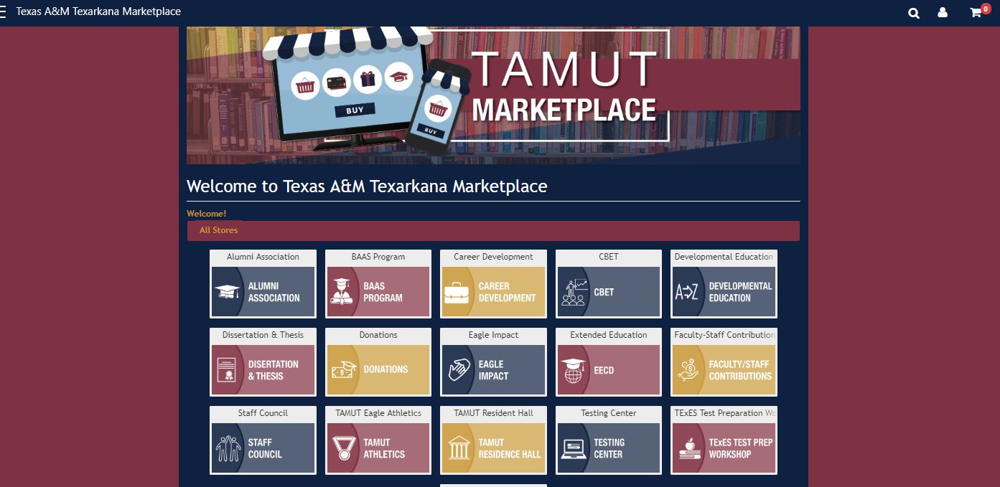 Texas A&M Texarkana Marketplace
0
BUY
BUY
TAMUT
MARKETPLACE
Welcome to Texas A&M Texarkana Marketplace
Welcome!
All Stores
Alumni Association
ALUMNI
ASSOCIATION
BAAS Program
BAAS
PROGRAM
Career Development
CAREER
DEVELOPMENT
CBET
CBET
Developmental Education
A Z
DEVELOPMENTAL
EDUCATION
Dissertation & Thesis
DISERTATION
& THESIS
Donations
DONATIONS
Eagle Impact
EAGLE
IMPACT
Extended Education
EECD
Faculty-Staff Contribution
FACULTY/STAFF
CONTRIBUTIONS
Staff Council
STAFF
COUNCIL
TAMUT Eagle Athletics
TAMUT
ATHLETICS
TAMUT Resident Hall
TAMUT
RESIDENCE HALL
Testing Center
TESTING
CENTER
TExES Test Preparation Wo
TExES TEST PREP
WORKSHOP